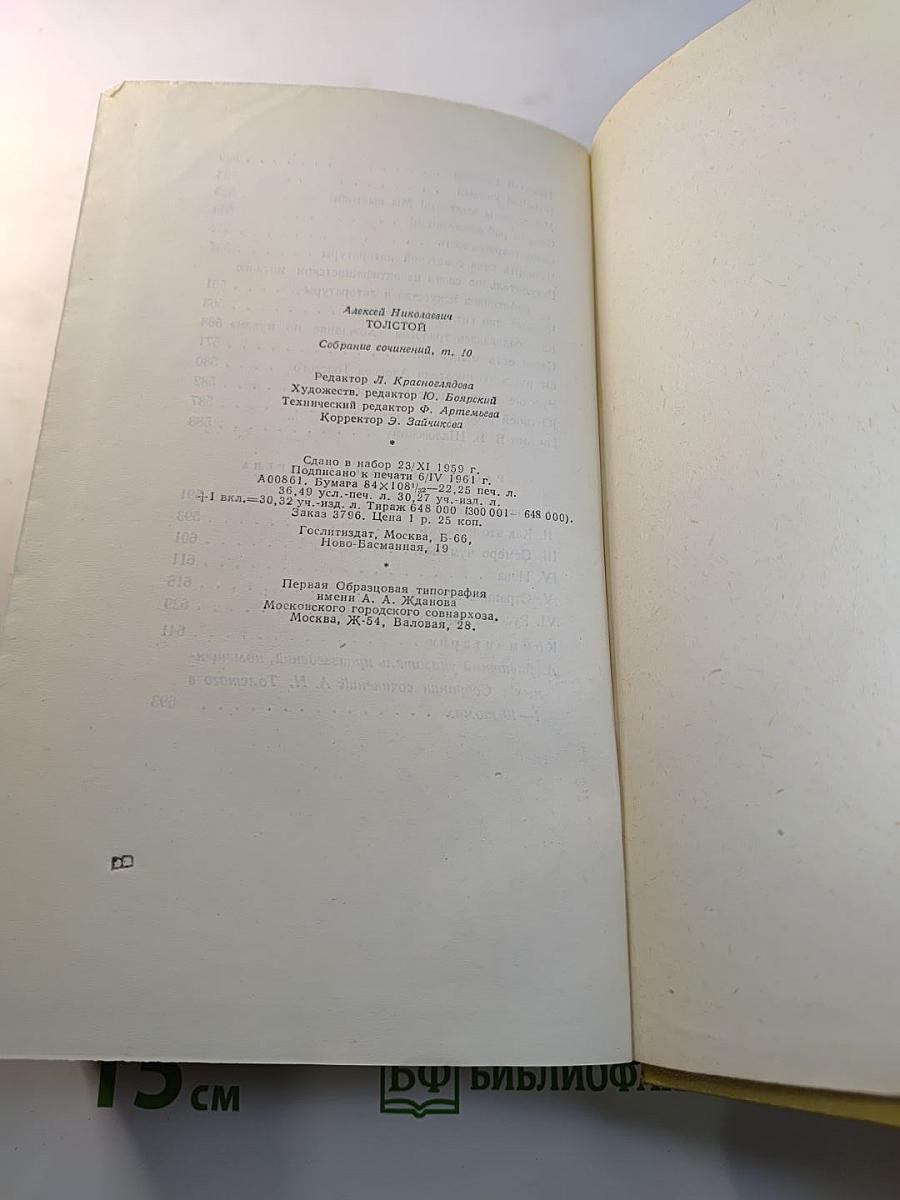 Алексей Николаевич
ТОЛСТОЙ
Собрание сочинений, т. 10
Редактор Л. Красноглядова
Художеств. редактор Ю. Боярский
Технический редактор Ф. Артемьева
Корректор Э. Зайчикова
*
Сдано в набор 23/XI 1959 г.
Подписано к печати 6/IV 1961 г.
А00861. Бумага 84×108¹/₃₂—22,25 печ. л.
36,49 усл.-печ. л. 30,27 уч.-изд. л.
+1 вкл.=30,32 уч.-изд. л. Тираж 648 000 (300 001—648 000).
Заказ 3796. Цена 1 р. 25 коп.
Гослитиздат, Москва, Б-66,
Ново-Басманная, 19
*
Первая Образцовая типография
имени А. А. Жданова
Московского городского совнархоза.
Москва, Ж-54, Валовая, 28.
15 см
БФ БИБЛИОФА